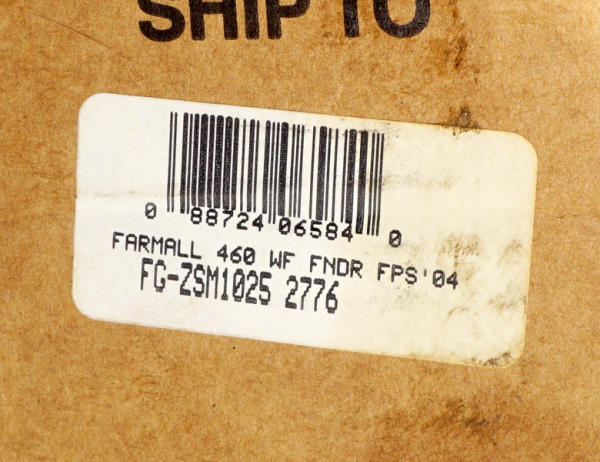 SHIP TO
0 88724 06584 0
FARMALL 460 WF FNDR FPS'04
FG-ZSM1025 2776